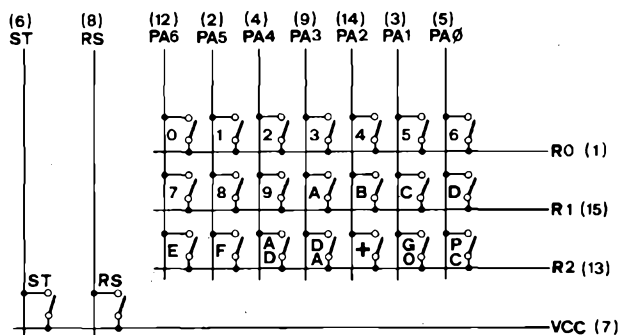 (6) (8) (12) (2) (4) (9) (14) (3) (5)
ST RS PA6 PA5 PA4 PA3 PA2 PA1 PAØ
0 1 2 3 4 5 6
R0 (1)
7 8 9 A B C D
R1 (15)
E F AD DA + GO PC
R2 (13)
ST RS
VCC (7)